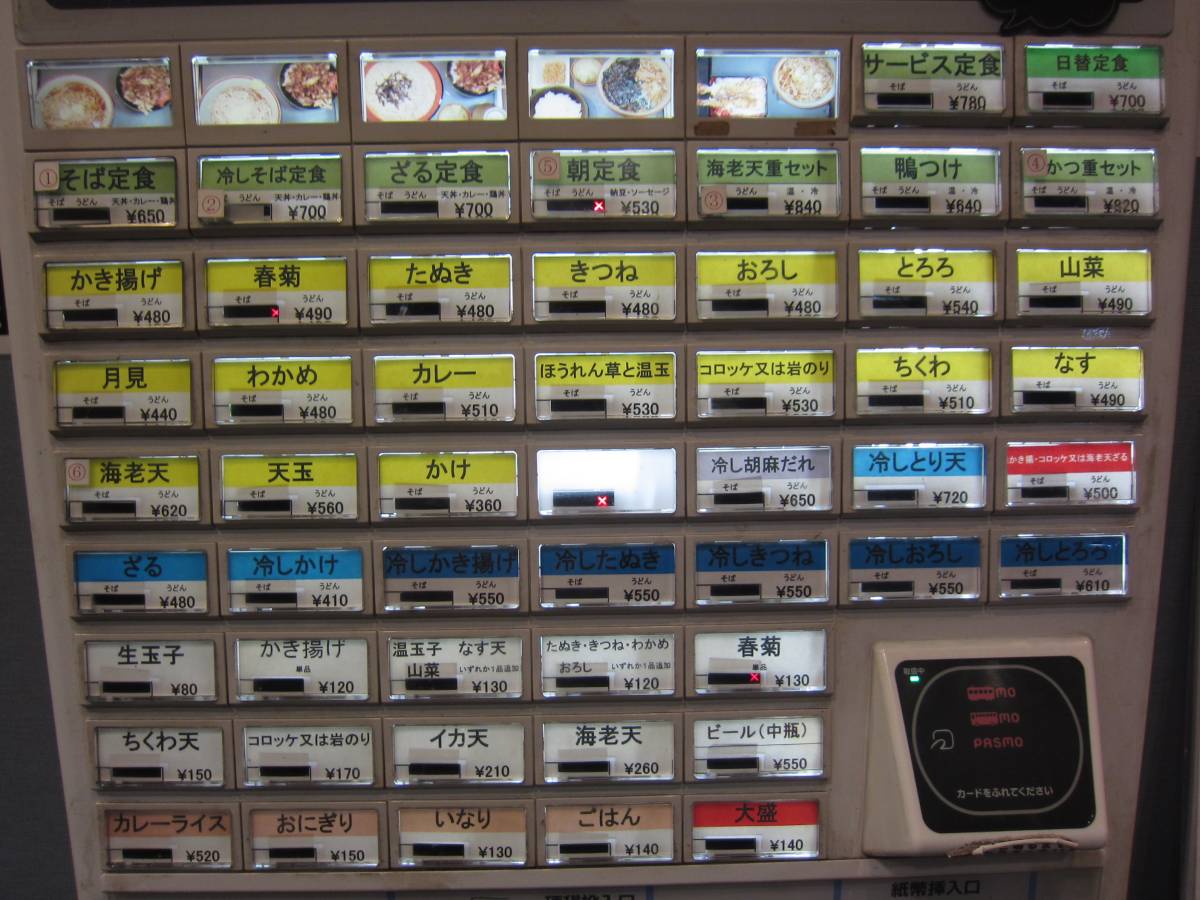 サービス定食
そば うどん
¥780
日替定食
そば うどん
¥700
① そば定食
そば うどん 天丼・カレー・鶏丼
¥650
冷しそば定食
② うどん 天丼・カレー・鶏丼
¥700
ざる定食
そば うどん 天丼・カレー・鶏丼
¥700
⑤ 朝定食
そば うどん 納豆・ソーセージ
¥530
海老天重セット
③ うどん 温・冷
¥840
鴨つけ
そば うどん 温・冷
¥640
④ かつ重セット
そば うどん 温・冷
¥820
かき揚げ
そば うどん
¥480
春菊
そば うどん
¥490
たぬき
そば うどん
¥480
きつね
そば うどん
¥480
おろし
そば うどん
¥480
とろろ
そば うどん
¥540
山菜
そば うどん
¥490
月見
そば うどん
¥440
わかめ
そば うどん
¥480
カレー
そば うどん
¥510
ほうれん草と温玉
そば うどん
¥530
コロッケ又は岩のり
そば うどん
¥530
ちくわ
そば うどん
¥510
なす
そば うどん
¥490
⑥ 海老天
そば うどん
¥620
天玉
そば うどん
¥560
かけ
そば うどん
¥360
冷し胡麻だれ
そば うどん
¥650
冷しとり天
そば うどん
¥720
かき揚・コロッケ又は海老天ざる
そば うどん
¥500
ざる
そば うどん
¥480
冷しかけ
そば うどん
¥410
冷しかき揚げ
そば うどん
¥550
冷したぬき
そば うどん
¥550
冷しきつね
そば うどん
¥550
冷しおろし
そば うどん
¥550
冷しとろろ
そば うどん
¥610
生玉子
¥80
かき揚げ
単品
¥120
温玉子 なす天
山菜 いずれか1品追加
¥130
たぬき・きつね・わかめ
おろし いずれか1品追加
¥120
春菊
単品
¥130
ちくわ天
¥150
コロッケ又は岩のり
¥170
イカ天
¥210
海老天
¥260
ビール(中瓶)
¥550
カレーライス
¥520
おにぎり
¥150
いなり
¥130
ごはん
¥140
大盛
¥140
取扱中
MO
MO
PASMO
カードをふれてください
紙幣挿入口